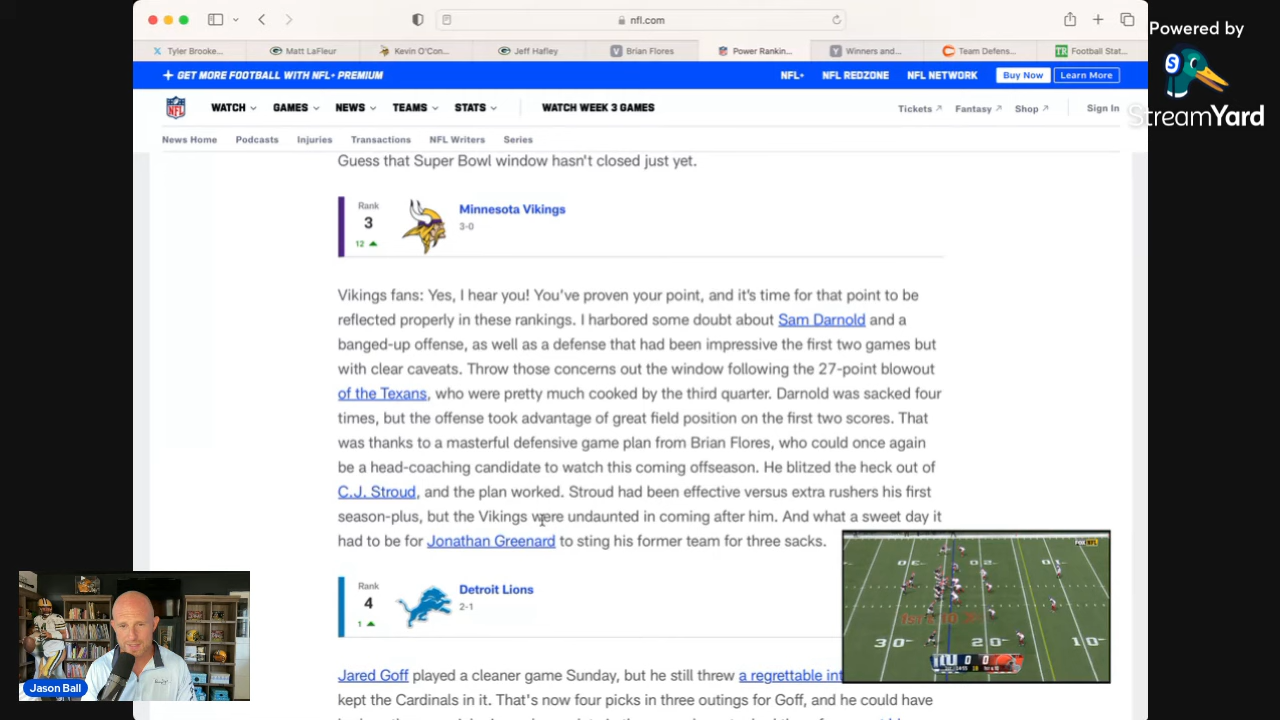 nfl.com
Powered by
StreamYard
Tyler Brooke...
Matt LaFleur
Kevin O'Con...
Jeff Hafley
Brian Flores
Power Rankin...
Winners and...
Team Defens...
Football Stat...
GET MORE FOOTBALL WITH NFL+ PREMIUM
NFL+
NFL REDZONE
NFL NETWORK
Buy Now
Learn More
WATCH
GAMES
NEWS
TEAMS
STATS
WATCH WEEK 3 GAMES
Tickets
Fantasy
Shop
Sign In
News Home
Podcasts
Injuries
Transactions
NFL Writers
Series
Guess that Super Bowl window hasn't closed just yet.
Rank
3
12
Minnesota Vikings
3-0
Vikings fans: Yes, I hear you! You've proven your point, and it's time for that point to be
reflected properly in these rankings. I harbored some doubt about Sam Darnold and a
banged-up offense, as well as a defense that had been impressive the first two games but
with clear caveats. Throw those concerns out the window following the 27-point blowout
of the Texans, who were pretty much cooked by the third quarter. Darnold was sacked four
times, but the offense took advantage of great field position on the first two scores. That
was thanks to a masterful defensive game plan from Brian Flores, who could once again
be a head-coaching candidate to watch this coming offseason. He blitzed the heck out of
C.J. Stroud, and the plan worked. Stroud had been effective versus extra rushers his first
season-plus, but the Vikings were undaunted in coming after him. And what a sweet day it
had to be for Jonathan Greenard to sting his former team for three sacks.
Rank
4
1
Detroit Lions
2-1
Jared Goff played a cleaner game Sunday, but he still threw a regrettable int
kept the Cardinals in it. That's now four picks in three outings for Goff, and he could have
Jason Ball